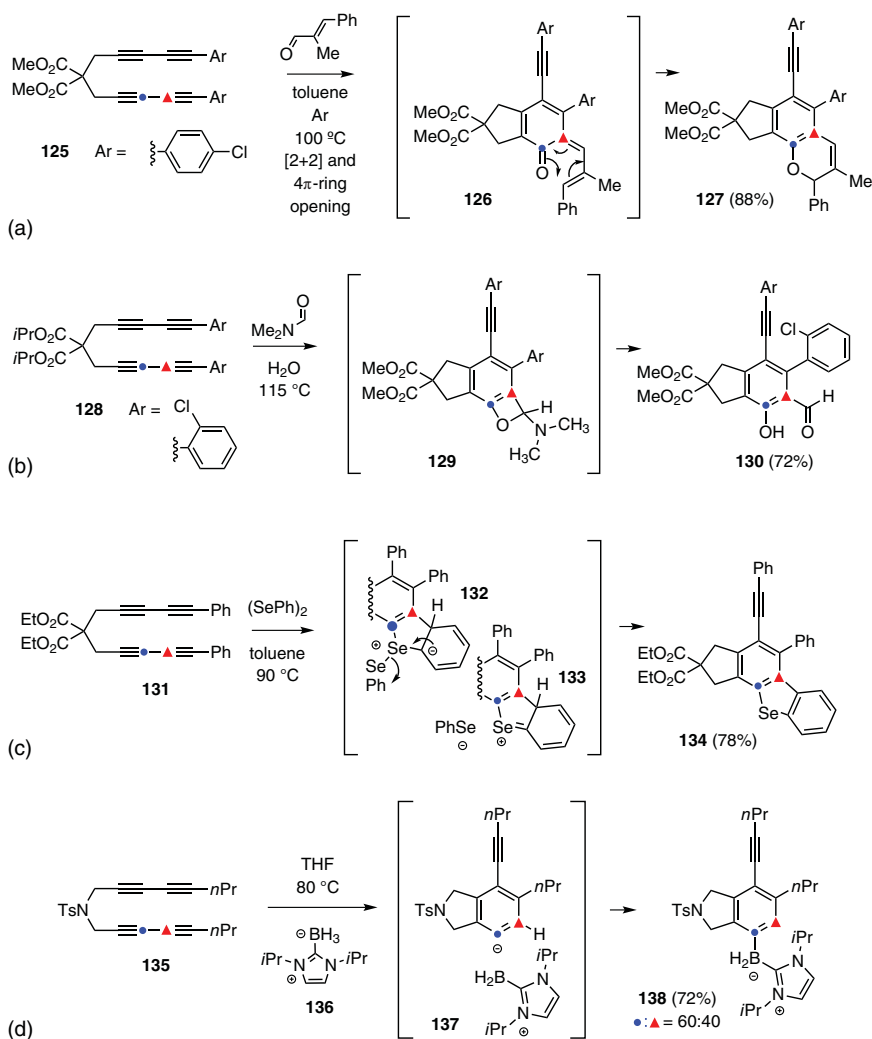 Ph
O
Me
toluene
Ar
100 ºC
[2+2] and
4π-ring
opening
MeO2C
MeO2C
Ar
Ar
125 Ar =
Cl
Ar
Ar
MeO2C
MeO2C
O
Me
Ph
126
Ar
Ar
MeO2C
MeO2C
O
Me
Ph
127 (88%)
(a)
iPrO2C
iPrO2C
Ar
Ar
128 Ar =
Cl
O
Me2N
H
H2O
115 °C
Ar
Ar
MeO2C
MeO2C
H
O
N
CH3
H3C
129
Ar
Cl
MeO2C
MeO2C
H
OH
O
130 (72%)
(b)
EtO2C
EtO2C
Ph
Ph
131
(SePh)2
toluene
90 °C
Ph
Ph
132
H
⊕ Se
⊖
Se
Ph
Ph
Ph
133
H
PhSe
⊖
Se
⊕
Ph
Ph
EtO2C
EtO2C
Se
134 (78%)
(c)
TsN
nPr
nPr
135
THF
80 °C
⊖
BH3
iPr
N
N
iPr
⊕
136
nPr
nPr
TsN
H
⊖
iPr
H2B
N
N
iPr
⊕
137
nPr
nPr
TsN
iPr
H2B
⊖
N
N
iPr
⊕
138 (72%)
●:▲= 60:40
(d)